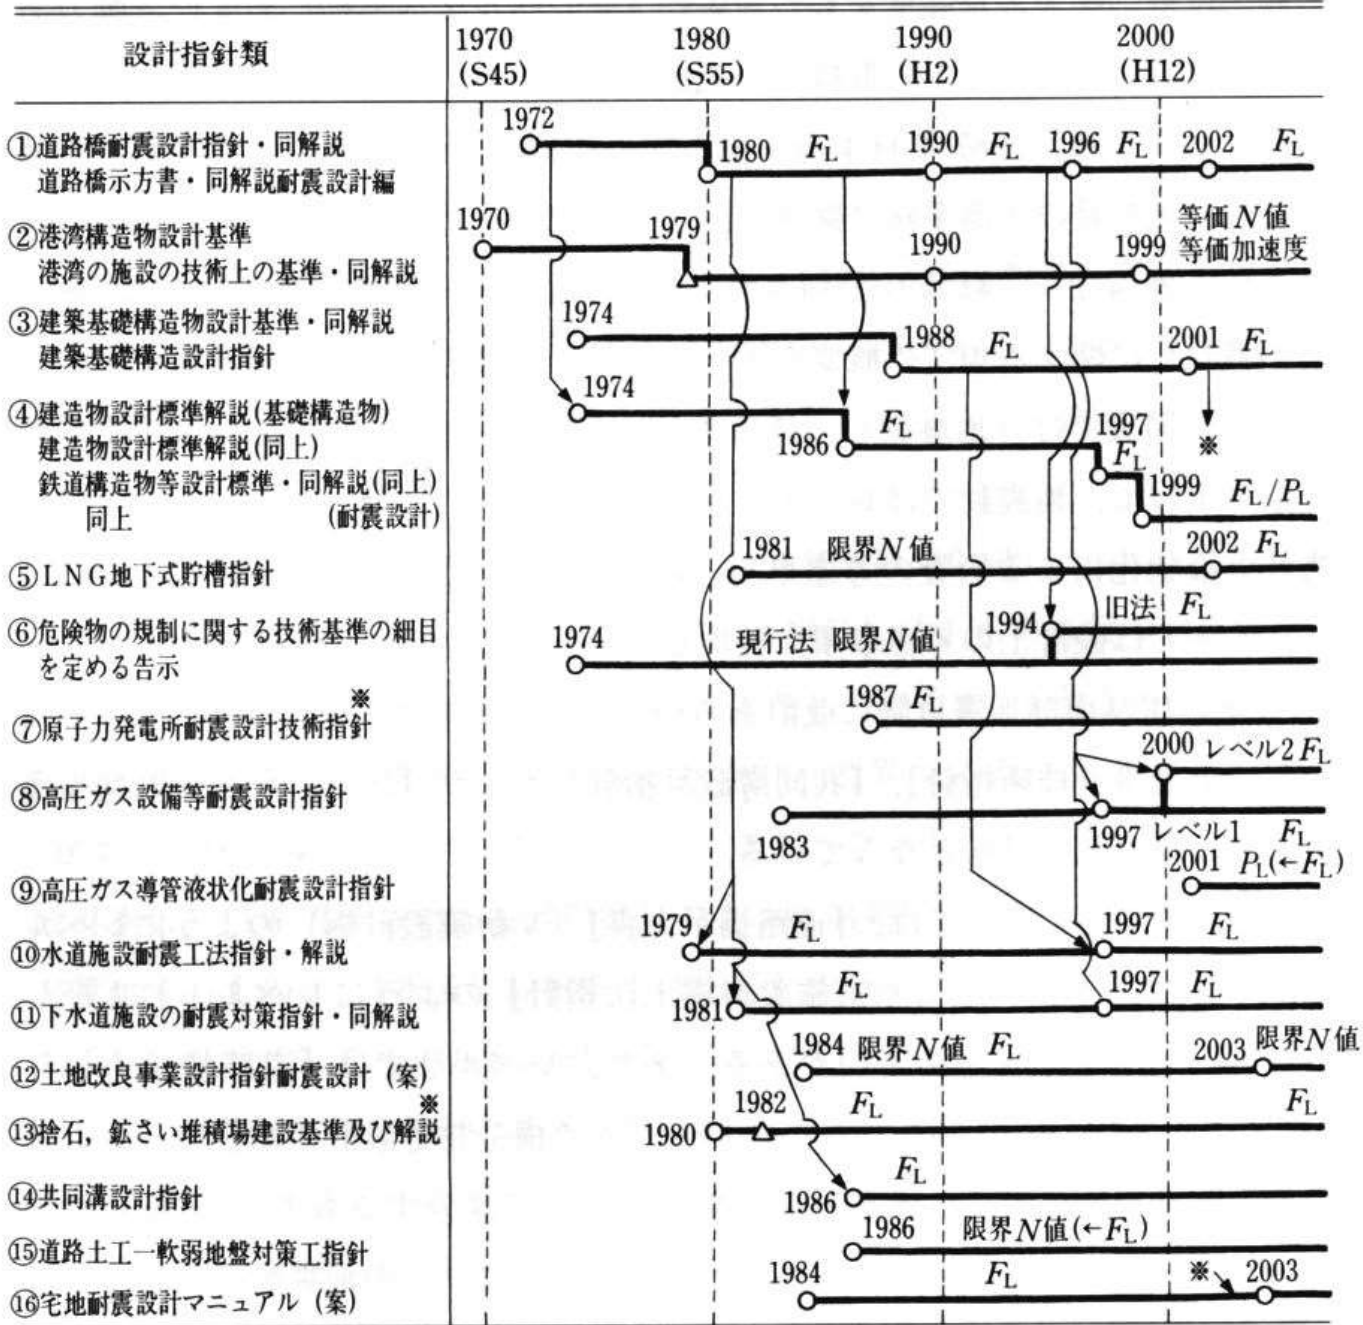 設計指針類
1970 1980 1990 2000
(S45) (S55) (H2) (H12)
1972
①道路橋耐震設計指針・同解説
道路橋示方書・同解説耐震設計編
1980 FL 1990 FL 1996 FL 2002 FL
1970
②港湾構造物設計基準
港湾の施設の技術上の基準・同解説
1979 1990 1999 等価N値
等価加速度
③建築基礎構造物設計基準・同解説
建築基礎構造設計指針
1974 1988 FL 2001 FL
※
④建造物設計標準解説(基礎構造物)
建造物設計標準解説(同上)
鉄道構造物等設計標準・同解説(同上)
同上 (耐震設計)
1974 1986 FL 1997
FL
1999 FL/PL
⑤LNG地下式貯槽指針
1981 限界N値 2002 FL
⑥危険物の規制に関する技術基準の細目
を定める告示
1974 現行法 限界N値 1994 旧法 FL
※
⑦原子力発電所耐震設計技術指針
1987 FL
⑧高圧ガス設備等耐震設計指針
2000 レベル2 FL
1983 1997 レベル1 FL
⑨高圧ガス導管液状化耐震設計指針
2001 PL(←FL)
⑩水道施設耐震工法指針・解説
1979 FL 1997 FL
⑪下水道施設の耐震対策指針・同解説
1981 FL 1997 FL
⑫土地改良事業設計指針耐震設計(案)
1984 限界N値 FL 2003 限界N値
※
⑬捨石,鉱さい堆積場建設基準及び解説
1980 1982 FL FL
⑭共同溝設計指針
1986 FL
⑮道路土工ー軟弱地盤対策工指針
1986 限界N値(←FL)
⑯宅地耐震設計マニュアル(案)
1984 FL ※ 2003